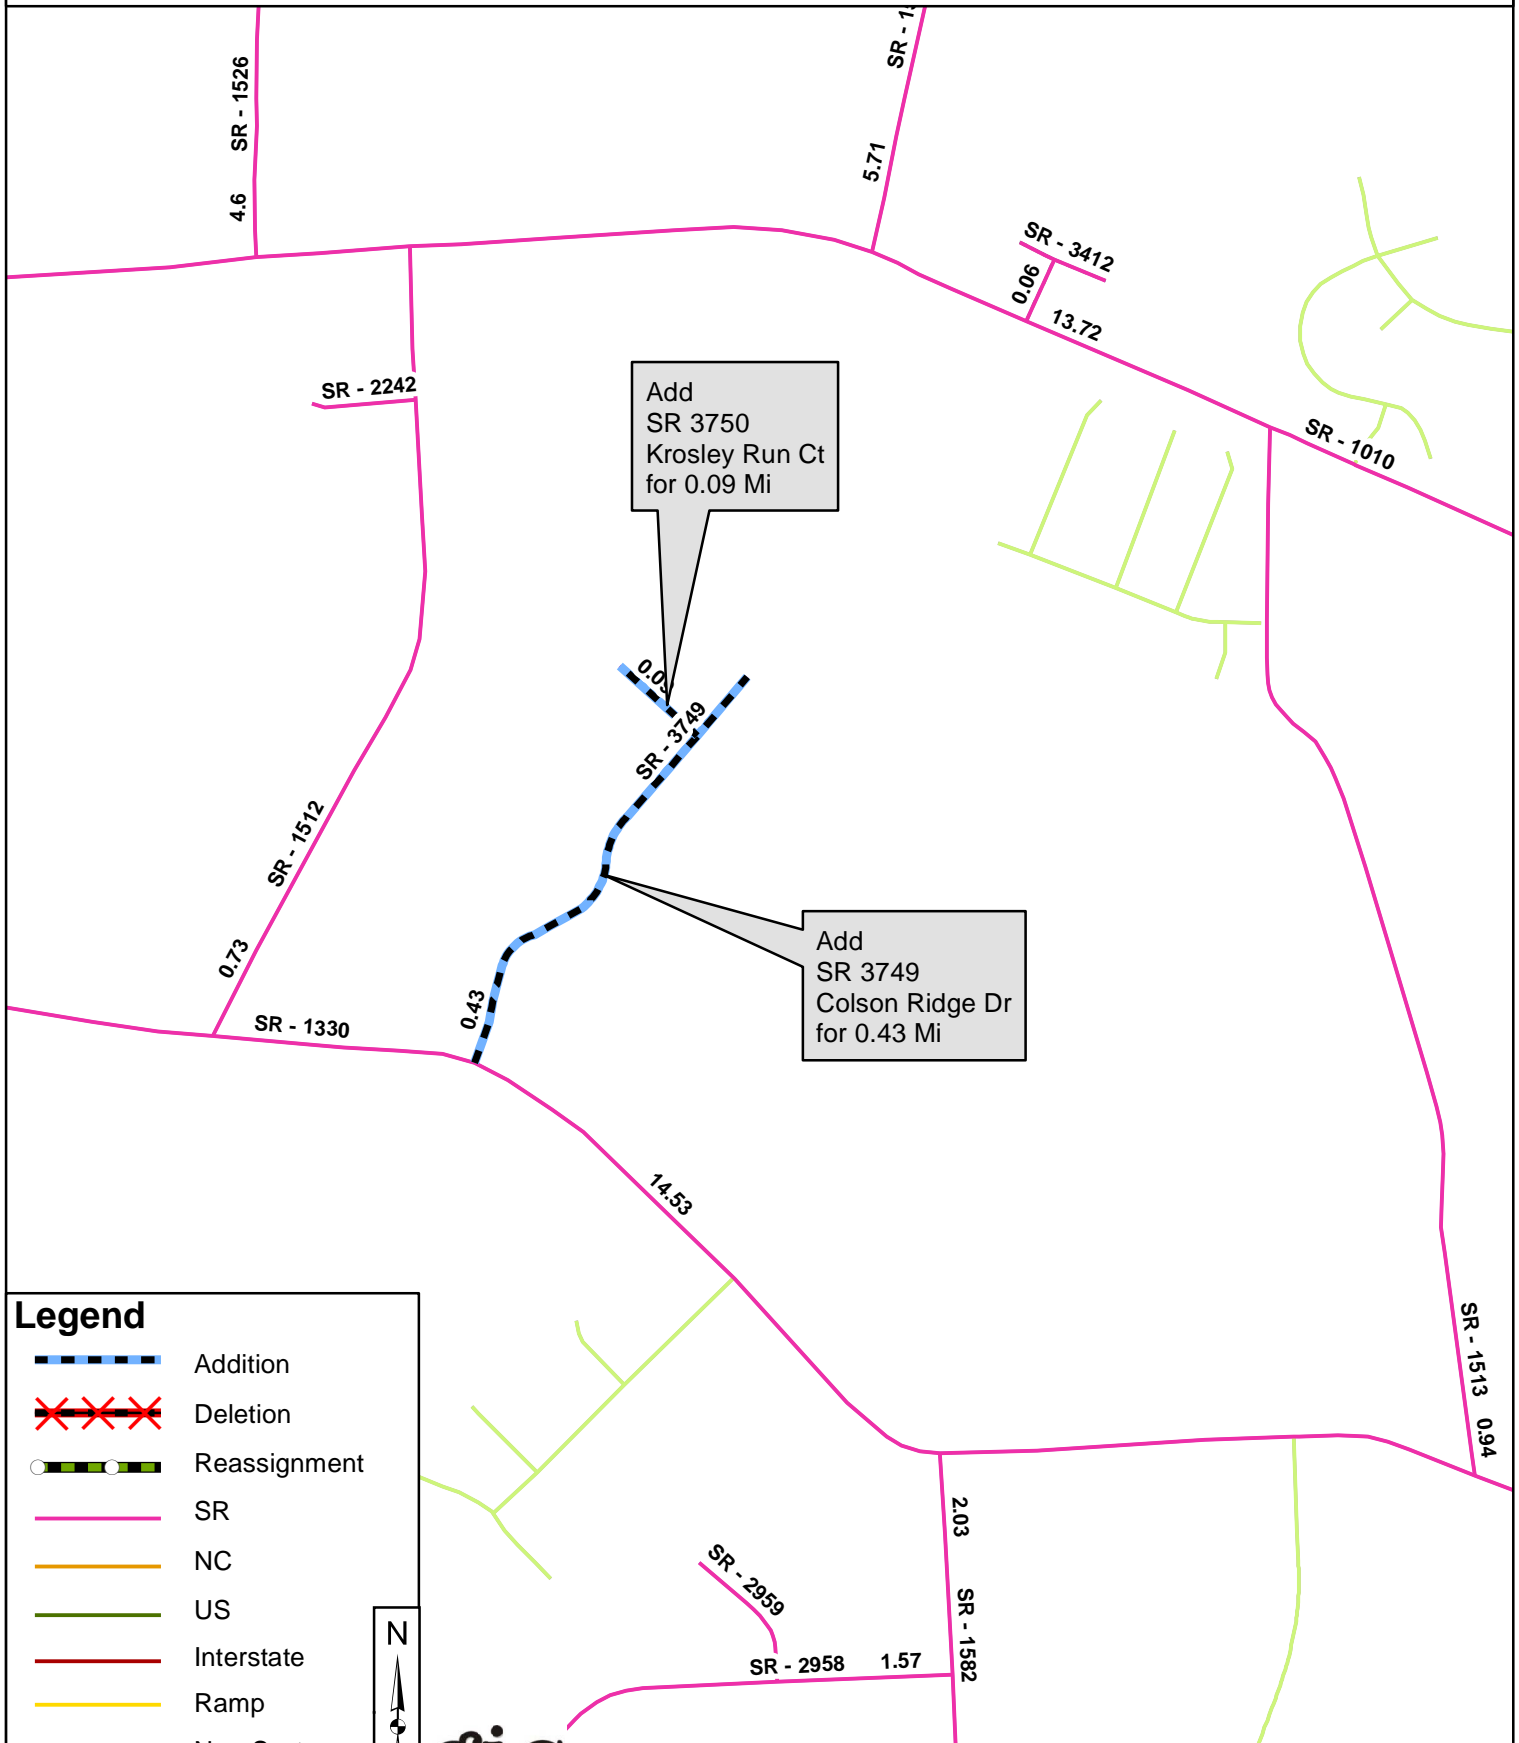 SR - 1526
4.6
5.71
SR - 3412
0.06
13.72
SR - 2242
SR - 1010
Add
SR 3750
Krosley Run Ct
for 0.09 Mi
SR - 3749
SR - 1512
0.73
Add
SR 3749
Colson Ridge Dr
for 0.43 Mi
0.43
SR - 1330
14.53
SR - 1513 0.94
2.03
SR - 1582
SR - 2959
SR - 2958 1.57
Legend
Addition
Deletion
Reassignment
SR
NC
US
Interstate
Ramp
N